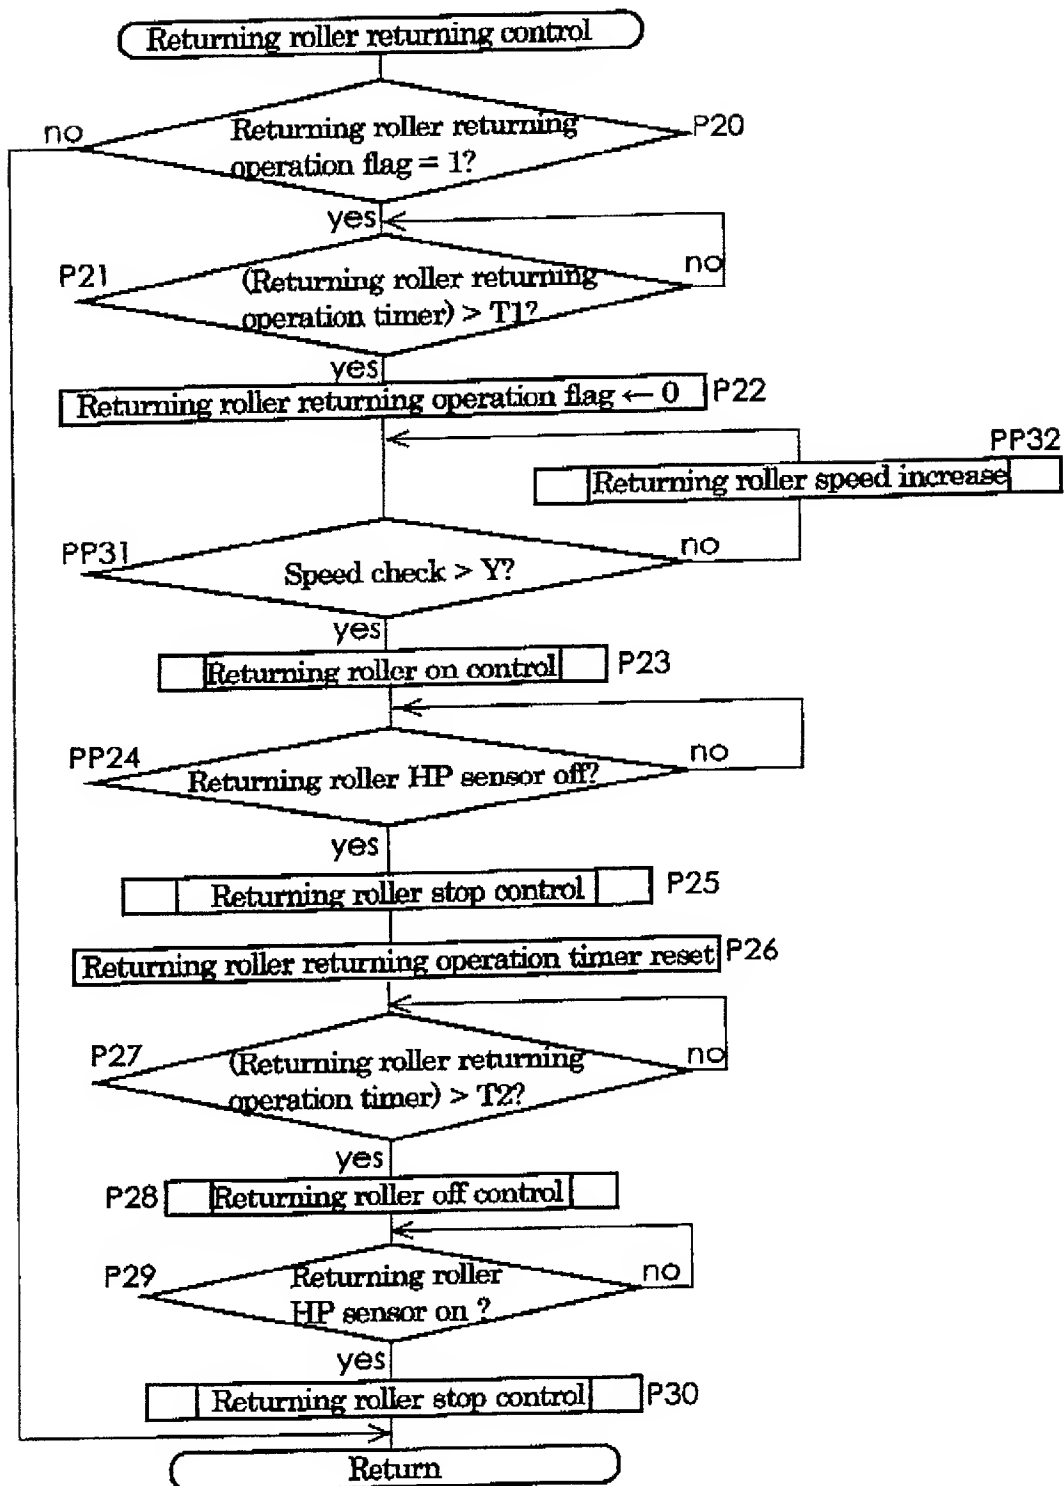 Returning roller returning control
no
Returning roller returning
operation flag = 1?
P20
yes
P21
(Returning roller returning
operation timer) > T1?
no
yes
Returning roller returning operation flag ← 0
P22
PP32
Returning roller speed increase
PP31
Speed check > Y?
no
yes
Returning roller on control
P23
PP24
Returning roller HP sensor off?
no
yes
Returning roller stop control
P25
Returning roller returning operation timer reset
P26
P27
(Returning roller returning
operation timer) > T2?
no
yes
P28
Returning roller off control
P29
Returning roller
HP sensor on ?
no
yes
Returning roller stop control
P30
Return